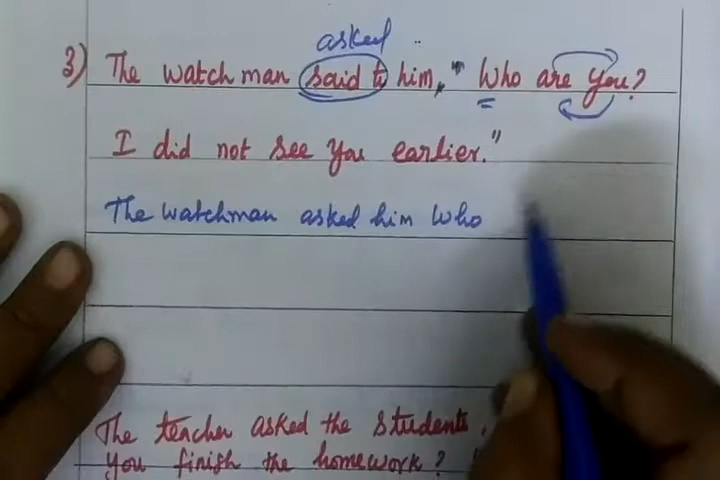 asked
3) The watchman said to him, "Who are you?
I did not see you earlier."
The watchman asked him who
The teacher asked the students,
you finish the homework?